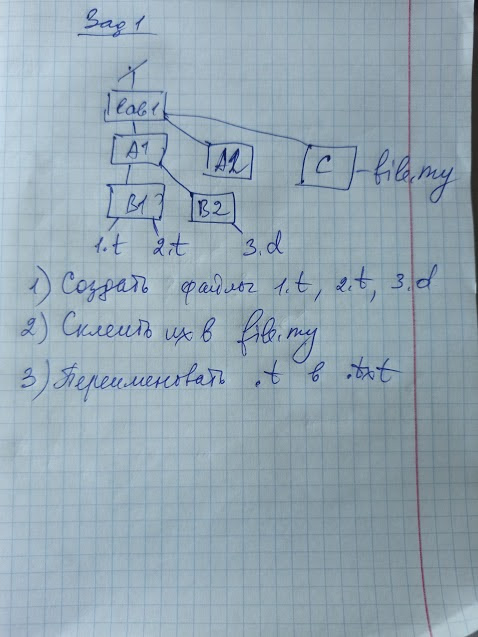 Зад 1
lab1
A1 A2 C - file.my
B1 B2
1.t 2.t 3.d
1) Создать файлы 1.t, 2.t, 3.d
2) Склеить их в file.my
3) Переименовать .t в .txt